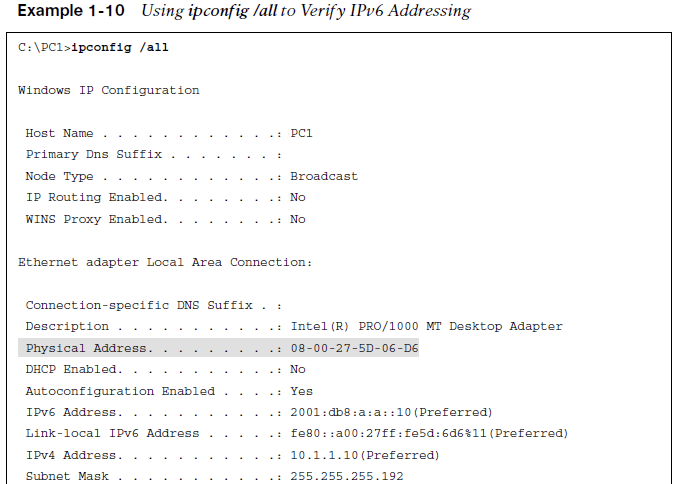 Example 1-10 Using ipconfig /all to Verify IPv6 Addressing
C:\PC1>ipconfig /all
Windows IP Configuration
Host Name . . . . . . . . . . . .: PC1
Primary Dns Suffix . . . . . . . :
Node Type . . . . . . . . . . . .: Broadcast
IP Routing Enabled. . . . . . . .: No
WINS Proxy Enabled. . . . . . . .: No
Ethernet adapter Local Area Connection:
Connection-specific DNS Suffix . :
Description . . . . . . . . . . .: Intel(R) PRO/1000 MT Desktop Adapter
Physical Address. . . . . . . . .: 08-00-27-5D-06-D6
DHCP Enabled. . . . . . . . . . .: No
Autoconfiguration Enabled . . . .: Yes
IPv6 Address. . . . . . . . . . .: 2001:db8:a:a::10(Preferred)
Link-local IPv6 Address . . . . .: fe80::a00:27ff:fe5d:6d6%11(Preferred)
IPv4 Address. . . . . . . . . . .: 10.1.1.10(Preferred)
Subnet Mask . . . . . . . . . . .: 255.255.255.192